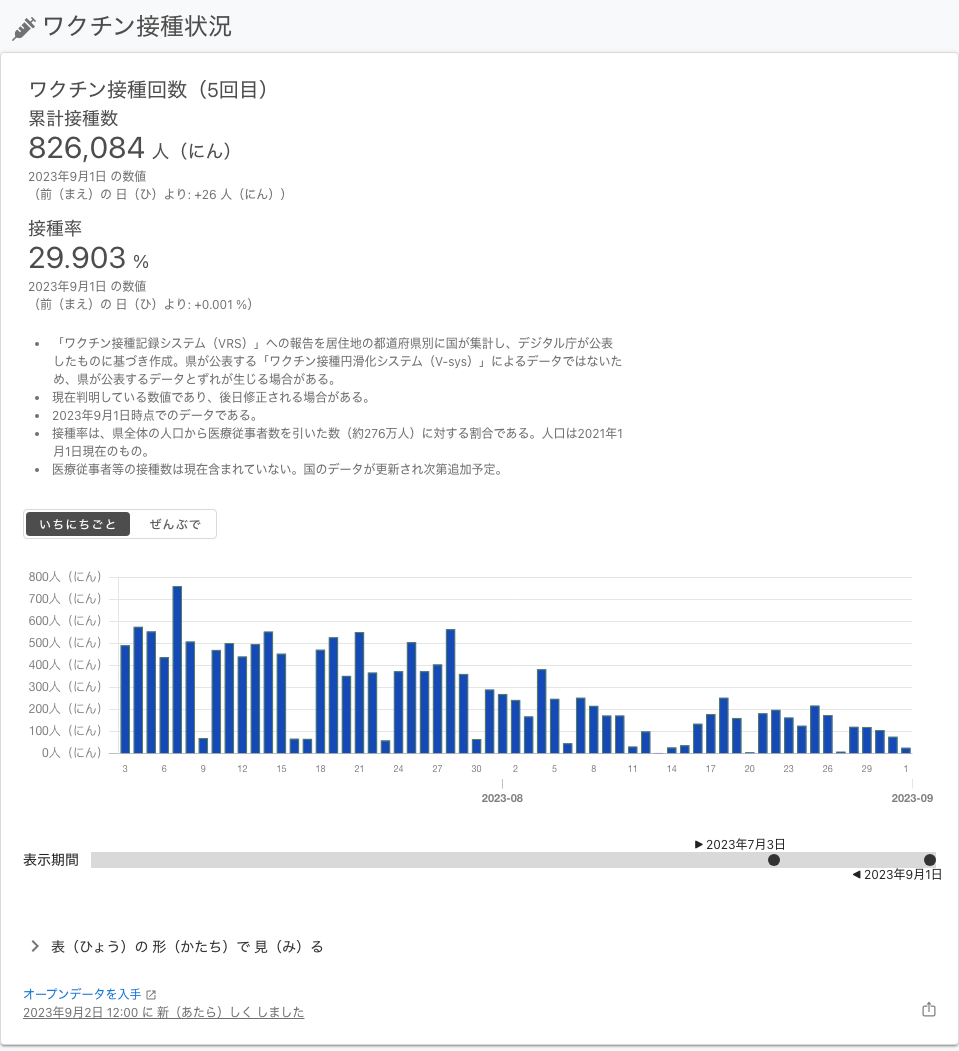 ワクチン接種状況
ワクチン接種回数（5回目）
累計接種数
826,084 人（にん）
2023年9月1日 の数値
（前（まえ）の 日（ひ）より: +26 人（にん））
接種率
29.903 %
2023年9月1日 の数値
（前（まえ）の 日（ひ）より: +0.001 %）
• 「ワクチン接種記録システム（VRS）」への報告を居住地の都道府県別に国が集計し、デジタル庁が公表
したものに基づき作成。県が公表する「ワクチン接種円滑化システム（V-sys）」によるデータではないた
め、県が公表するデータとずれが生じる場合がある。
• 現在判明している数値であり、後日修正される場合がある。
• 2023年9月1日時点でのデータである。
• 接種率は、県全体の人口から医療従事者数を引いた数（約276万人）に対する割合である。人口は2021年1
月1日現在のもの。
• 医療従事者等の接種数は現在含まれていない。国のデータが更新され次第追加予定。
いちにちごと ぜんぶで
800人（にん）
700人（にん）
600人（にん）
500人（にん）
400人（にん）
300人（にん）
200人（にん）
100人（にん）
0人（にん）
3 6 9 12 15 18 21 24 27 30 2 5 8 11 14 17 20 23 26 29 1
2023-08 2023-09
▶ 2023年7月3日
表示期間
◀ 2023年9月1日
表（ひょう）の 形（かたち）で 見（み）る
オープンデータを入手
2023年9月2日 12:00 に 新（あたら）しく しました